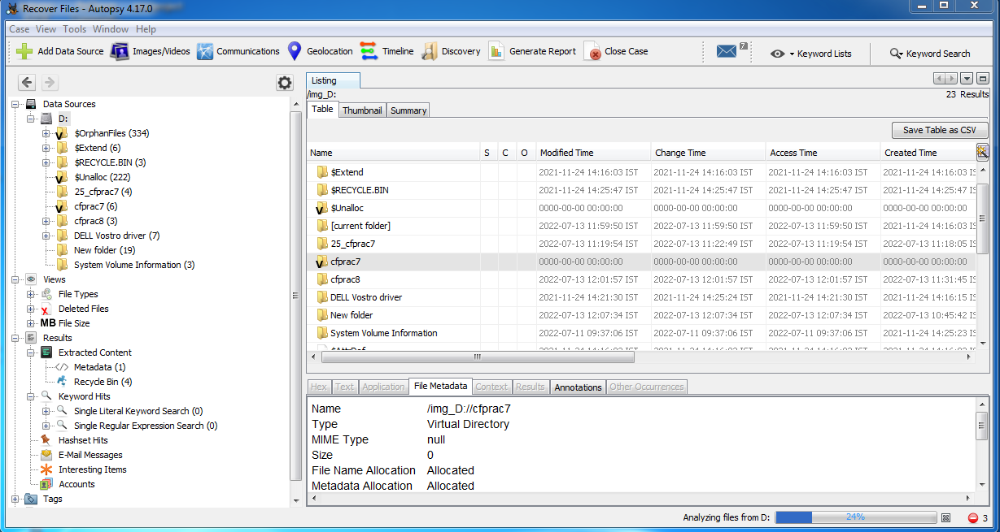 Recover Files - Autopsy 4.17.0
Case View Tools Window Help
Add Data Source Images/Videos Communications Geolocation Timeline Discovery Generate Report Close Case 7 Keyword Lists Keyword Search
Data Sources
D:
$OrphanFiles (334)
$Extend (6)
$RECYCLE.BIN (3)
$Unalloc (222)
25_cfprac7 (4)
cfprac7 (6)
cfprac8 (3)
DELL Vostro driver (7)
New folder (19)
System Volume Information (3)
Views
File Types
Deleted Files
MB File Size
Results
Extracted Content
Metadata (1)
Recycle Bin (4)
Keyword Hits
Single Literal Keyword Search (0)
Single Regular Expression Search (0)
Hashset Hits
E-Mail Messages
Interesting Items
Accounts
Tags
Listing
/img_D:
23 Results
Table Thumbnail Summary
Save Table as CSV
Name S C O Modified Time Change Time Access Time Created Time
$Extend 2021-11-24 14:16:03 IST 2021-11-24 14:16:03 IST 2021-11-24 14:16:03 IST 2021-11-24 14:16:03 IS
$RECYCLE.BIN 2021-11-24 14:25:47 IST 2021-11-24 14:25:47 IST 2021-11-24 14:25:47 IST 2021-11-24 14:25:47 IS
$Unalloc 0000-00-00 00:00:00 0000-00-00 00:00:00 0000-00-00 00:00:00 0000-00-00 00:00:00
[current folder] 2022-07-13 11:59:50 IST 2022-07-13 11:59:50 IST 2022-07-13 11:59:50 IST 2021-11-24 14:16:03 IS
25_cfprac7 2022-07-13 11:19:54 IST 2022-07-13 11:22:49 IST 2022-07-13 11:19:54 IST 2022-07-13 11:18:05 IS
cfprac7 0000-00-00 00:00:00 0000-00-00 00:00:00 0000-00-00 00:00:00 0000-00-00 00:00:00
cfprac8 2022-07-13 12:01:57 IST 2022-07-13 12:01:57 IST 2022-07-13 12:01:57 IST 2022-07-13 11:31:45 IS
DELL Vostro driver 2021-11-24 14:21:30 IST 2021-11-24 14:25:24 IST 2021-11-24 14:21:30 IST 2021-11-24 14:16:15 IS
New folder 2022-07-13 12:07:34 IST 2022-07-13 12:07:34 IST 2022-07-13 12:07:34 IST 2022-07-13 10:45:42 IS
System Volume Information 2022-07-11 09:37:06 IST 2022-07-11 09:37:06 IST 2022-07-11 09:37:06 IST 2021-11-24 14:25:23 IS
Hex Text Application File Metadata Context Results Annotations Other Occurrences
Name /img_D://cfprac7
Type Virtual Directory
MIME Type null
Size 0
File Name Allocation Allocated
Metadata Allocation Allocated
Analyzing files from D: 24% 3